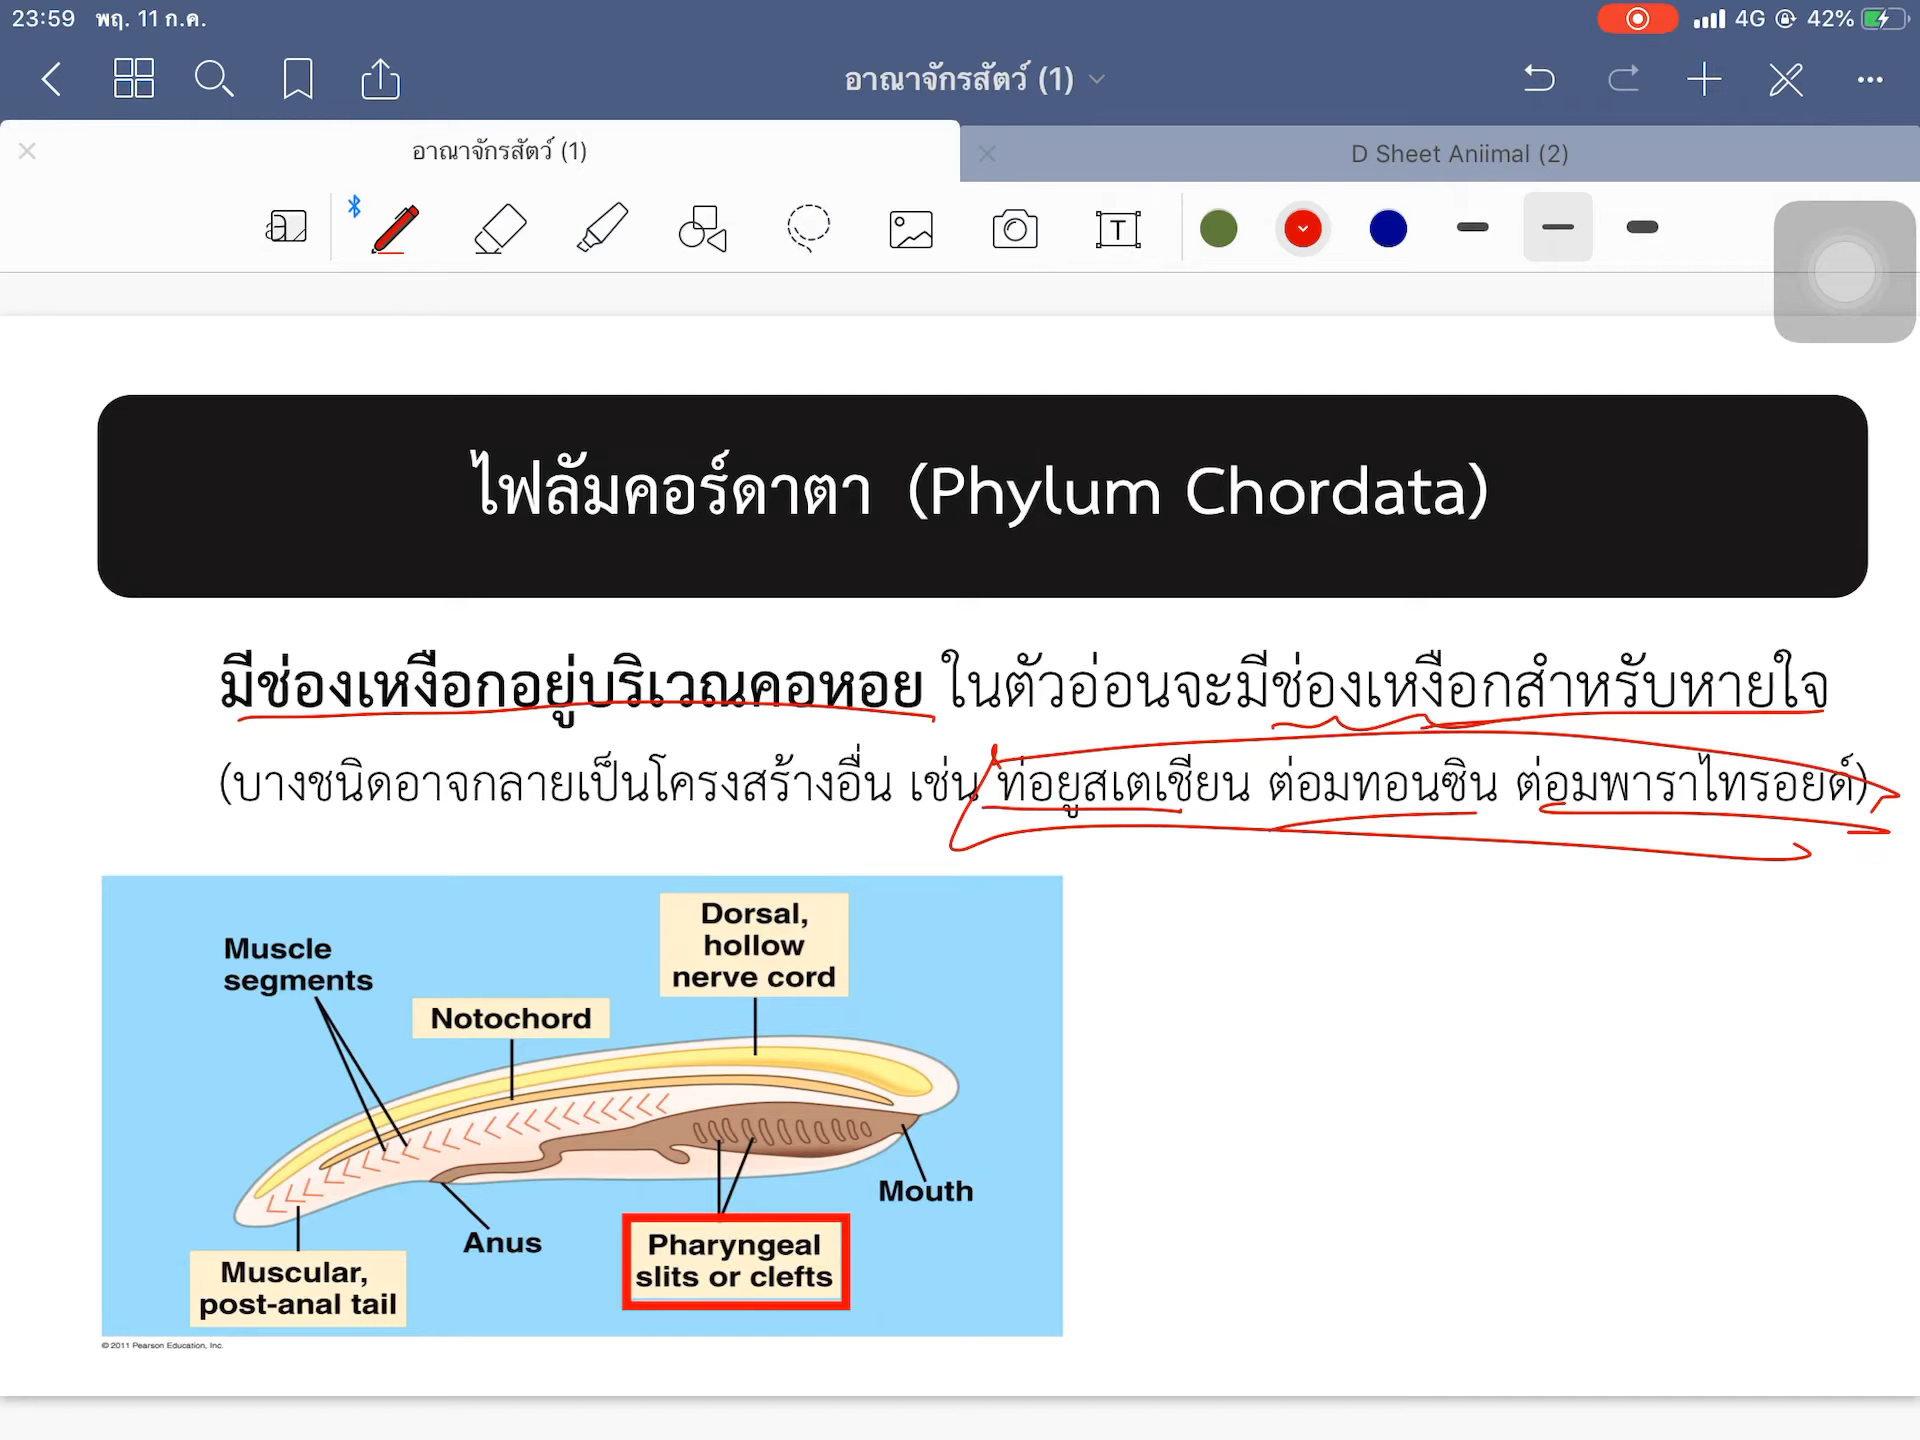 23:59 พฤ. 11 ก.ค.
4G 42%
อาณาจักรสัตว์ (1)
อาณาจักรสัตว์ (1)
D Sheet Aniimal (2)
T
ไฟลัมคอร์ดาตา (Phylum Chordata)
มีช่องเหงือกอยู่บริเวณคอหอย ในตัวอ่อนจะมีช่องเหงือกสำหรับหายใจ
(บางชนิดอาจกลายเป็นโครงสร้างอื่น เช่น ท่อยูสเตเชียน ต่อมทอนซิน ต่อมพาราไทรอยด์)
Dorsal,
hollow
nerve cord
Muscle
segments
Notochord
Mouth
Anus
Pharyngeal
slits or clefts
Muscular,
post-anal tail
© 2011 Pearson Education, Inc.